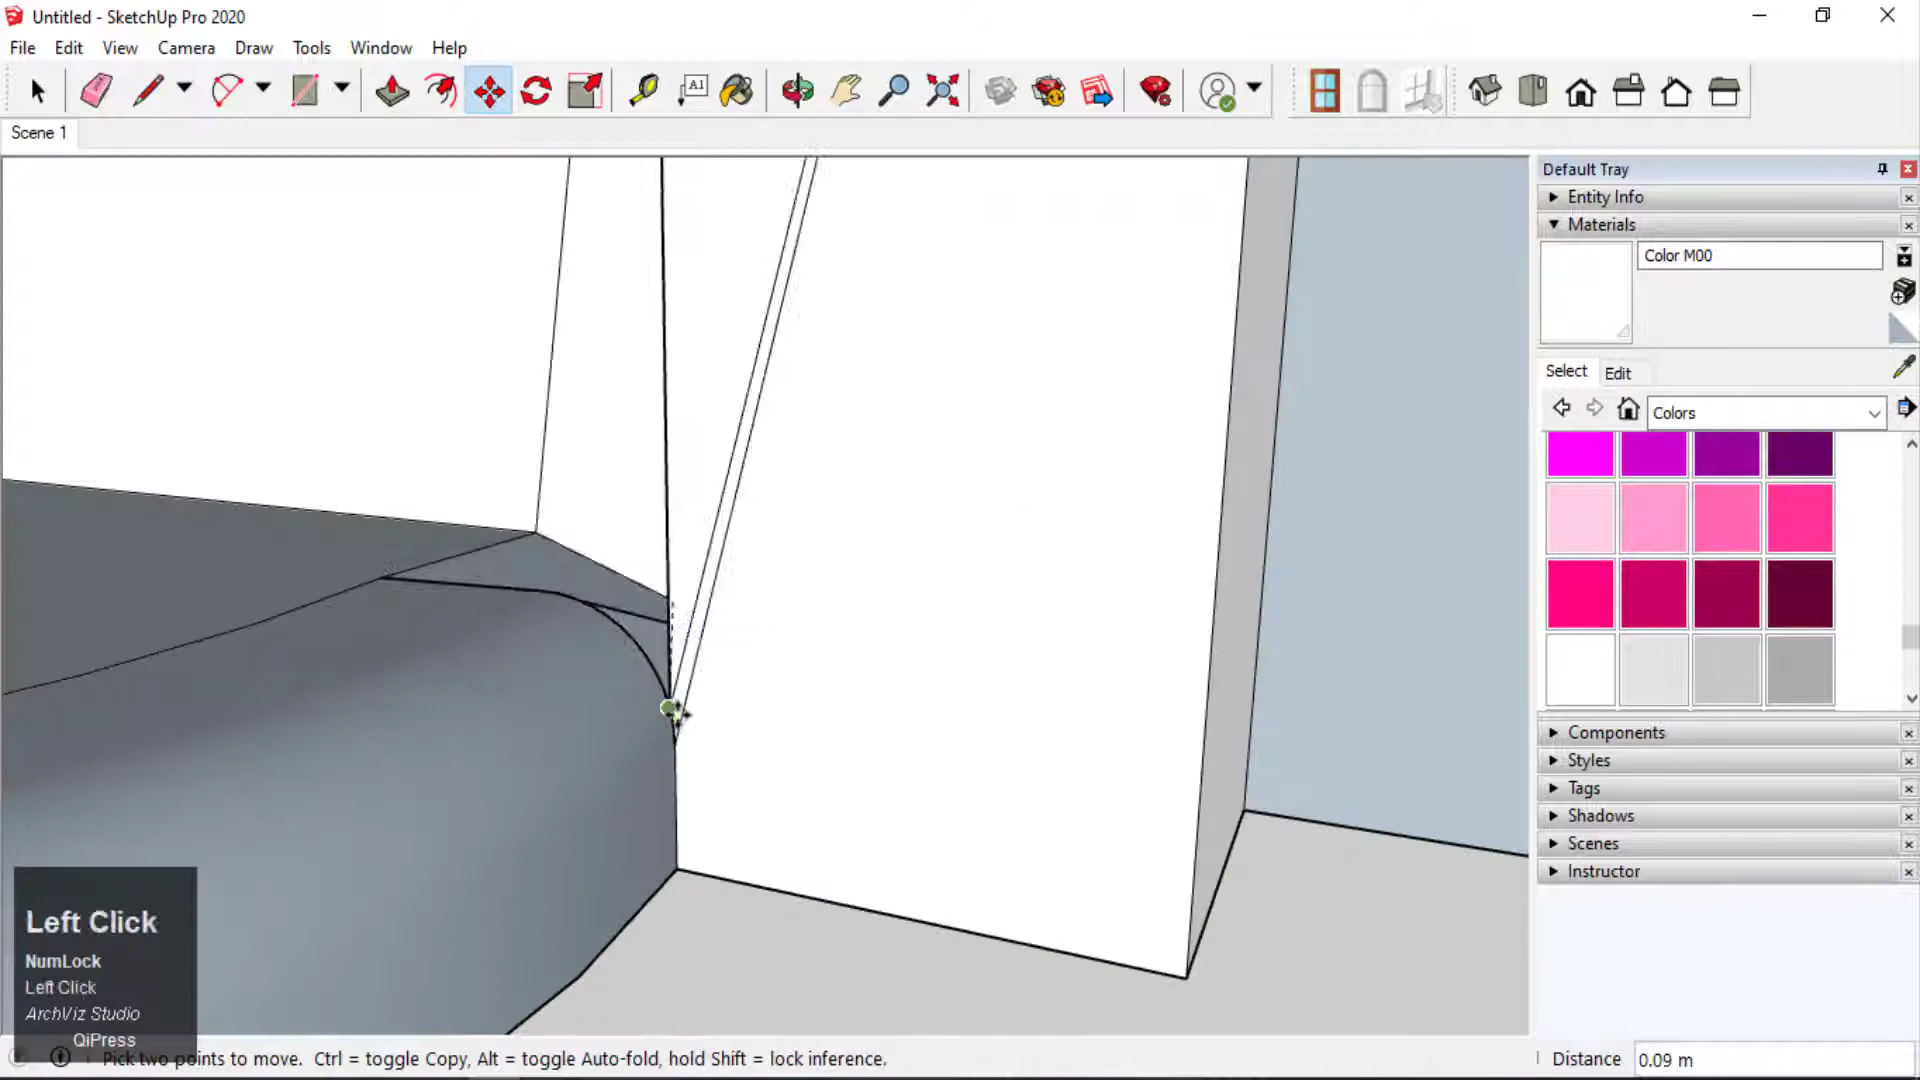 Untitled - SketchUp Pro 2020
File Edit View Camera Draw Tools Window Help
A1
Scene 1
Default Tray
Entity Info
Materials
Color M00
Select Edit
Colors
Components
Styles
Tags
Shadows
Scenes
Instructor
Left Click
NumLock
Left Click
ArchViz Studio
QiPress
Pick two points to move. Ctrl = toggle Copy, Alt = toggle Auto-fold, hold Shift = lock inference.
Distance 0.09 m